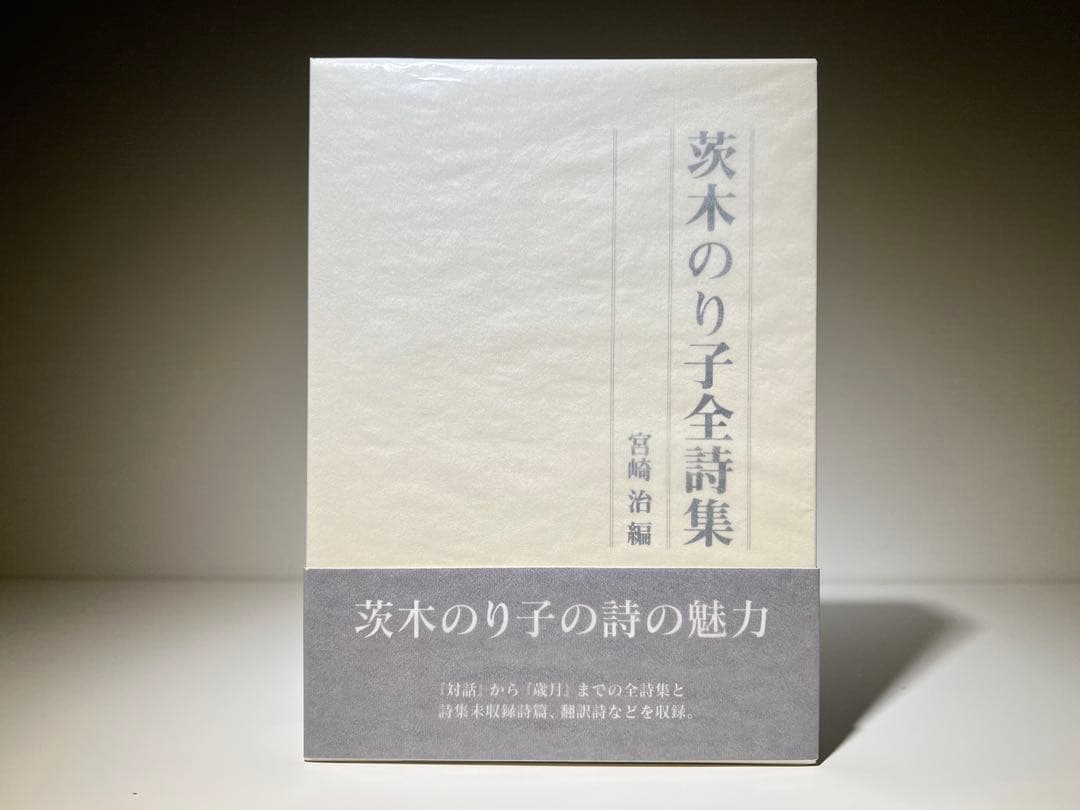 茨木のり子全詩集
宮崎治編
茨木のり子の詩の魅力
『対話』から『歳月』までの全詩集と
詩集未収録詩篇、翻訳詩などを収録。